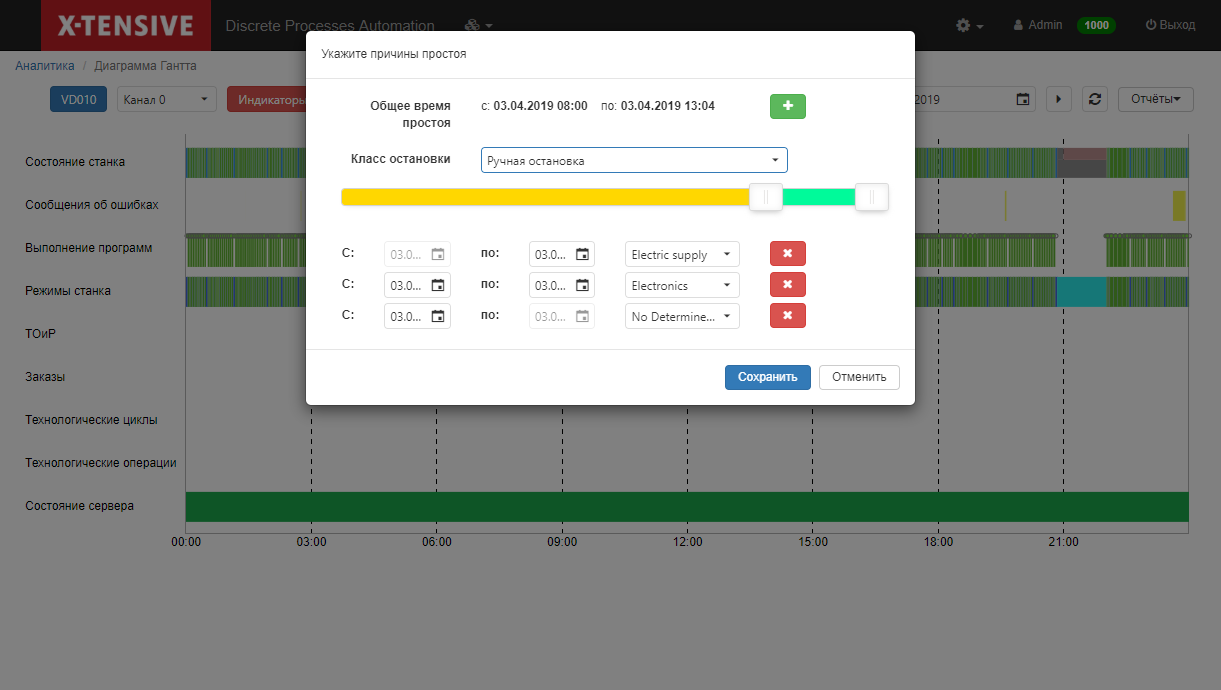 X-TENSIVE Discrete Processes Automation Admin 1000 Выход
Аналитика / Диаграмма Гантта
VD010 Канал 0 Индикаторы 2019 Отчёты
Укажите причины простоя
Общее время с: 03.04.2019 08:00 по: 03.04.2019 13:04
простоя
Класс остановки Ручная остановка
С: 03.0... по: 03.0... Electric supply
С: 03.0... по: 03.0... Electronics
С: 03.0... по: 03.0... No Determine...
Сохранить Отменить
Состояние станка
Сообщения об ошибках
Выполнение программ
Режимы станка
ТОиР
Заказы
Технологические циклы
Технологические операции
Состояние сервера
00:00 03:00 06:00 09:00 12:00 15:00 18:00 21:00